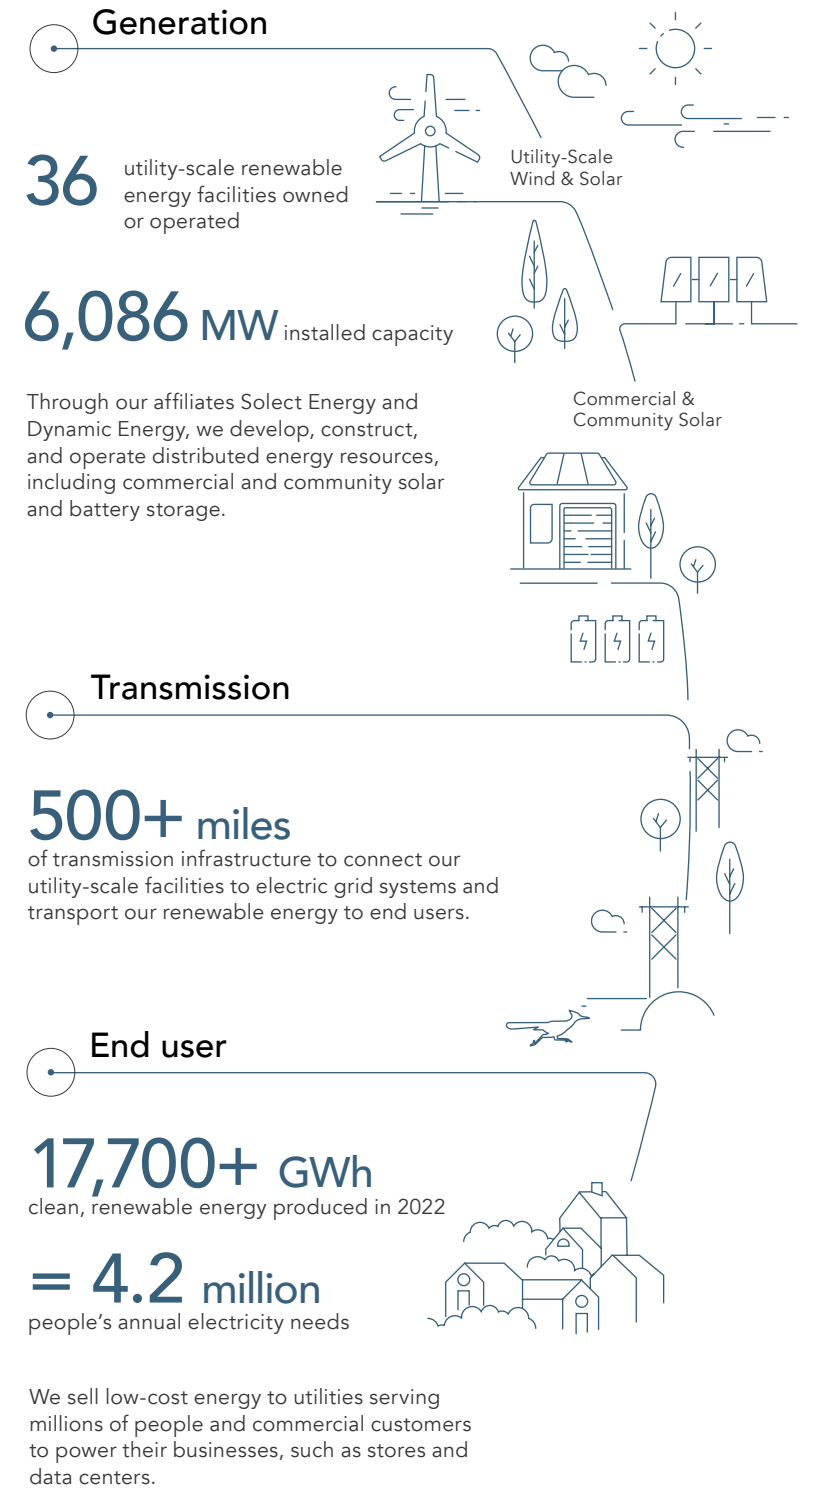 Generation
36
utility-scale renewable
energy facilities owned
or operated
Utility-Scale
Wind & Solar
6,086 MW installed capacity
Commercial &
Community Solar
Through our affiliates Solect Energy and
Dynamic Energy, we develop, construct,
and operate distributed energy resources,
including commercial and community solar
and battery storage.
Transmission
500+ miles
of transmission infrastructure to connect our
utility-scale facilities to electric grid systems and
transport our renewable energy to end users.
End user
17,700+ GWh
clean, renewable energy produced in 2022
= 4.2 million
people’s annual electricity needs
We sell low-cost energy to utilities serving
millions of people and commercial customers
to power their businesses, such as stores and
data centers.